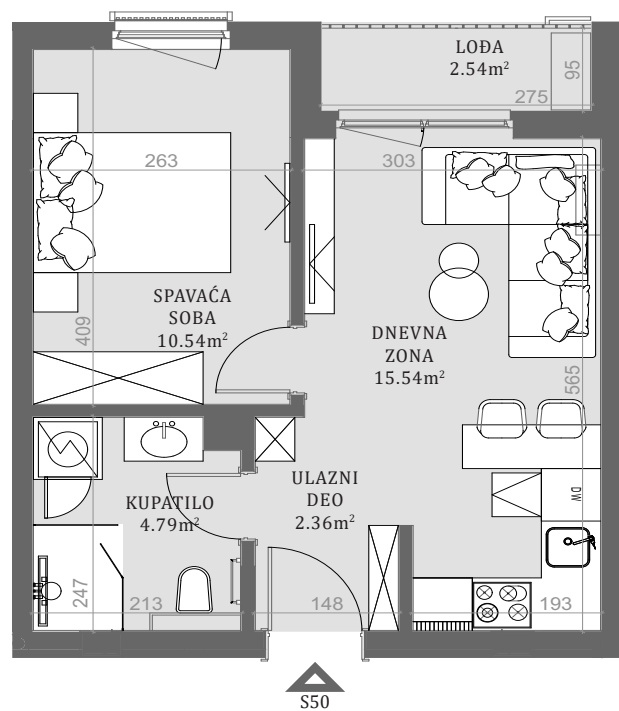 LOĐA
2.54m²
95
275
263
303
SPAVAĆA
SOBA
10.54m²
409
DNEVNA
ZONA
15.54m²
565
ULAZNI
DEO
2.36m²
KUPATILO
4.79m²
DW
247
213
148
193
S50